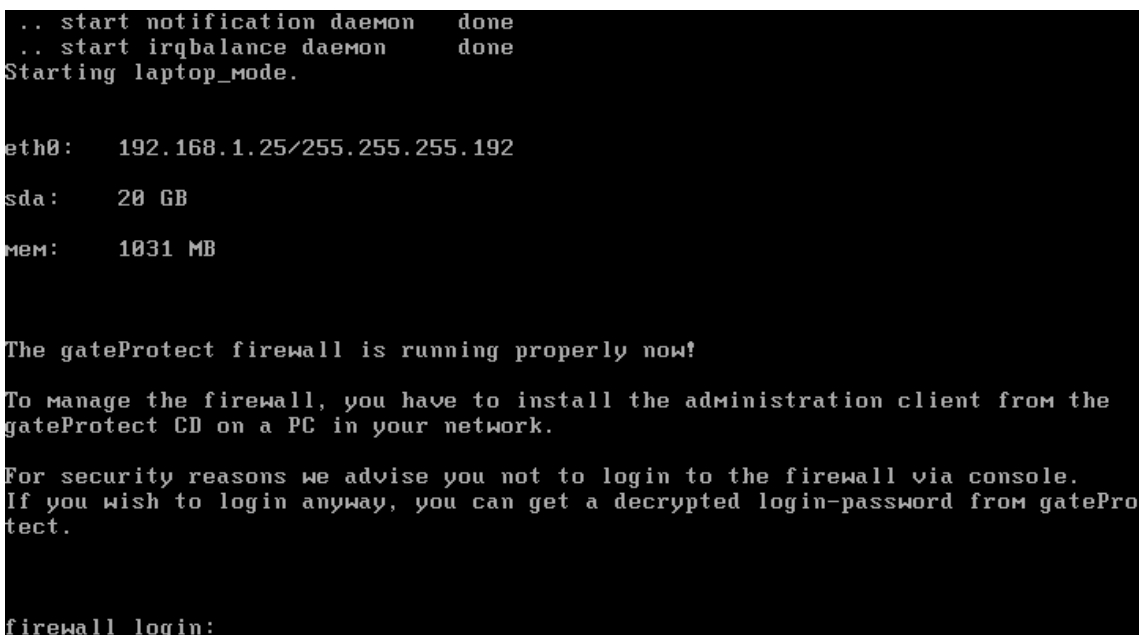 .. start notification daemon    done
.. start irqbalance daemon      done
Starting laptop_mode.
eth0:   192.168.1.25/255.255.255.192
sda:    20 GB
mem:    1031 MB
The gateProtect firewall is running properly now!
To manage the firewall, you have to install the administration client from the
gateProtect CD on a PC in your network.
For security reasons we advise you not to login to the firewall via console.
If you wish to login anyway, you can get a decrypted login-password from gatePro
tect.
firewall login: